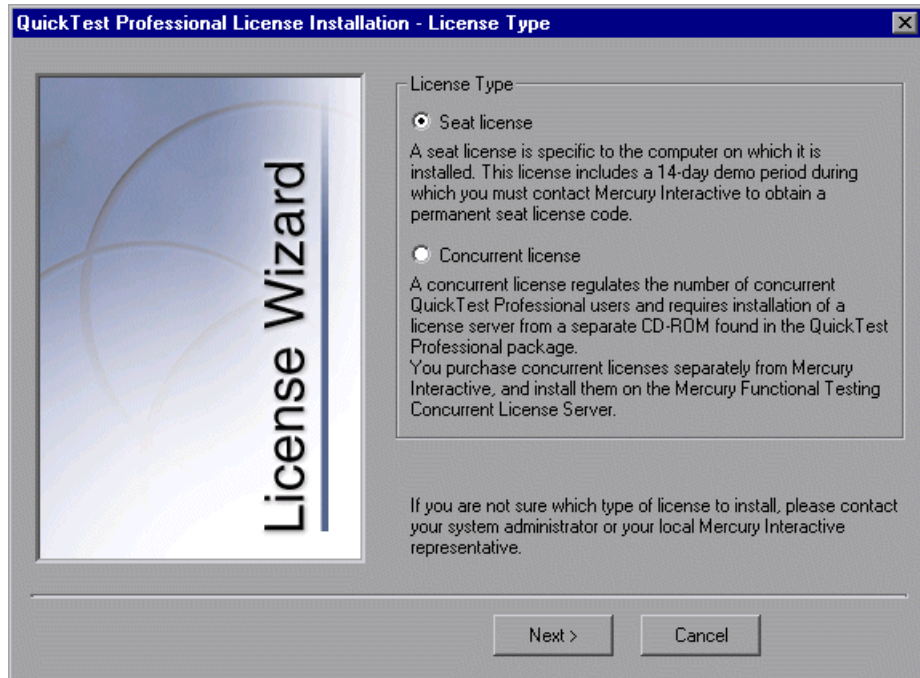 QuickTest Professional License Installation - License Type
License Wizard
License Type
Seat license
A seat license is specific to the computer on which it is
installed. This license includes a 14-day demo period during
which you must contact Mercury Interactive to obtain a
permanent seat license code.
Concurrent license
A concurrent license regulates the number of concurrent
QuickTest Professional users and requires installation of a
license server from a separate CD-ROM found in the QuickTest
Professional package.
You purchase concurrent licenses separately from Mercury
Interactive, and install them on the Mercury Functional Testing
Concurrent License Server.
If you are not sure which type of license to install, please contact
your system administrator or your local Mercury Interactive
representative.
Next >
Cancel